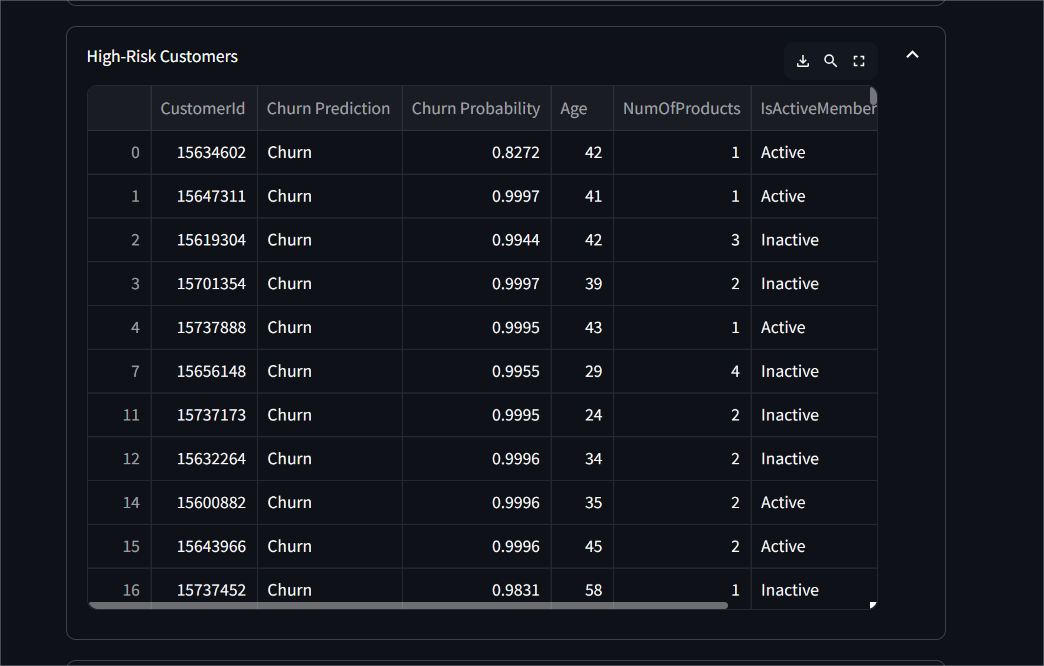 High-Risk Customers
CustomerId Churn Prediction Churn Probability Age NumOfProducts IsActiveMember
0 15634602 Churn 0.8272 42 1 Active
1 15647311 Churn 0.9997 41 1 Active
2 15619304 Churn 0.9944 42 3 Inactive
3 15701354 Churn 0.9997 39 2 Inactive
4 15737888 Churn 0.9995 43 1 Active
7 15656148 Churn 0.9955 29 4 Inactive
11 15737173 Churn 0.9995 24 2 Inactive
12 15632264 Churn 0.9996 34 2 Inactive
14 15600882 Churn 0.9996 35 2 Active
15 15643966 Churn 0.9996 45 2 Active
16 15737452 Churn 0.9831 58 1 Inactive